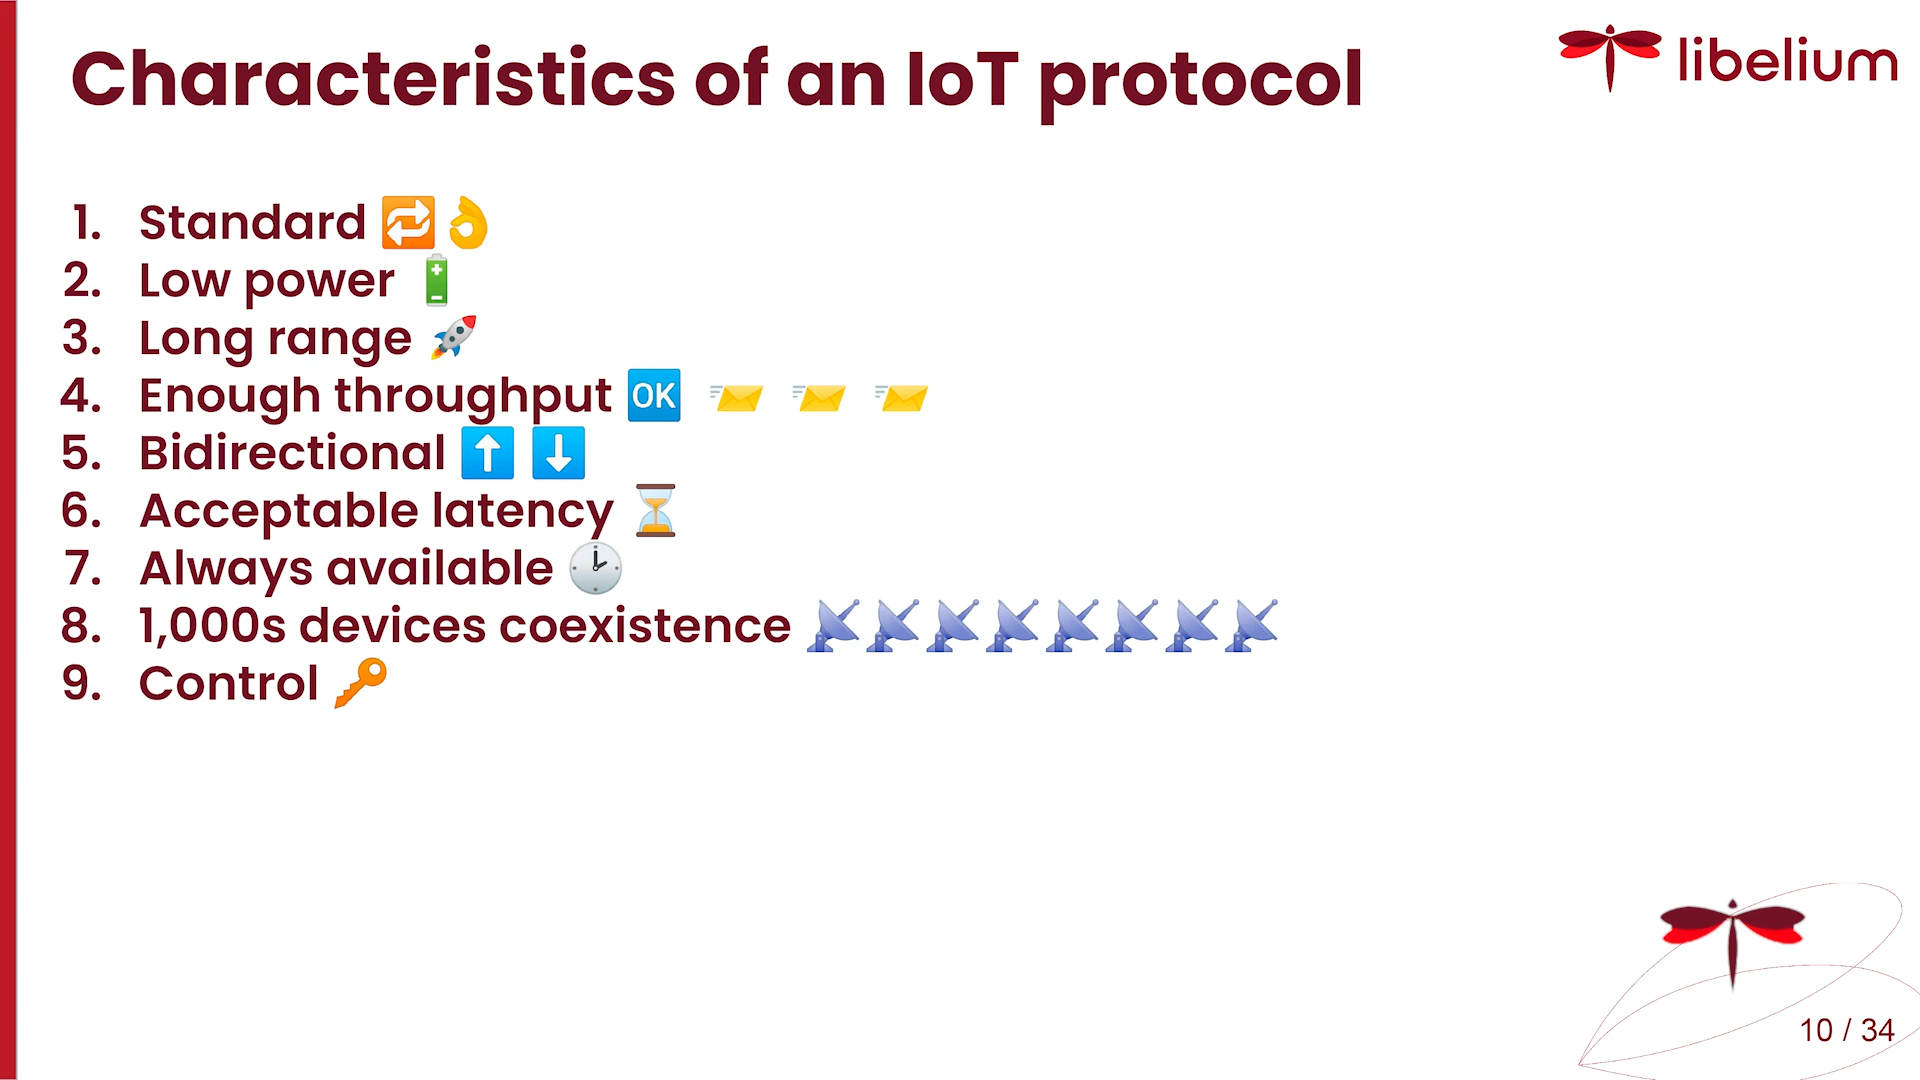 Characteristics of an IoT protocol
libelium
1. Standard 🔁👌
2. Low power 🔋
3. Long range 🚀
4. Enough throughput 🆗 📨 📨 📨
5. Bidirectional ⬆️ ⬇️
6. Acceptable latency ⏳
7. Always available 🕑
8. 1,000s devices coexistence 📡📡📡📡📡📡📡📡
9. Control 🔑
10 / 34